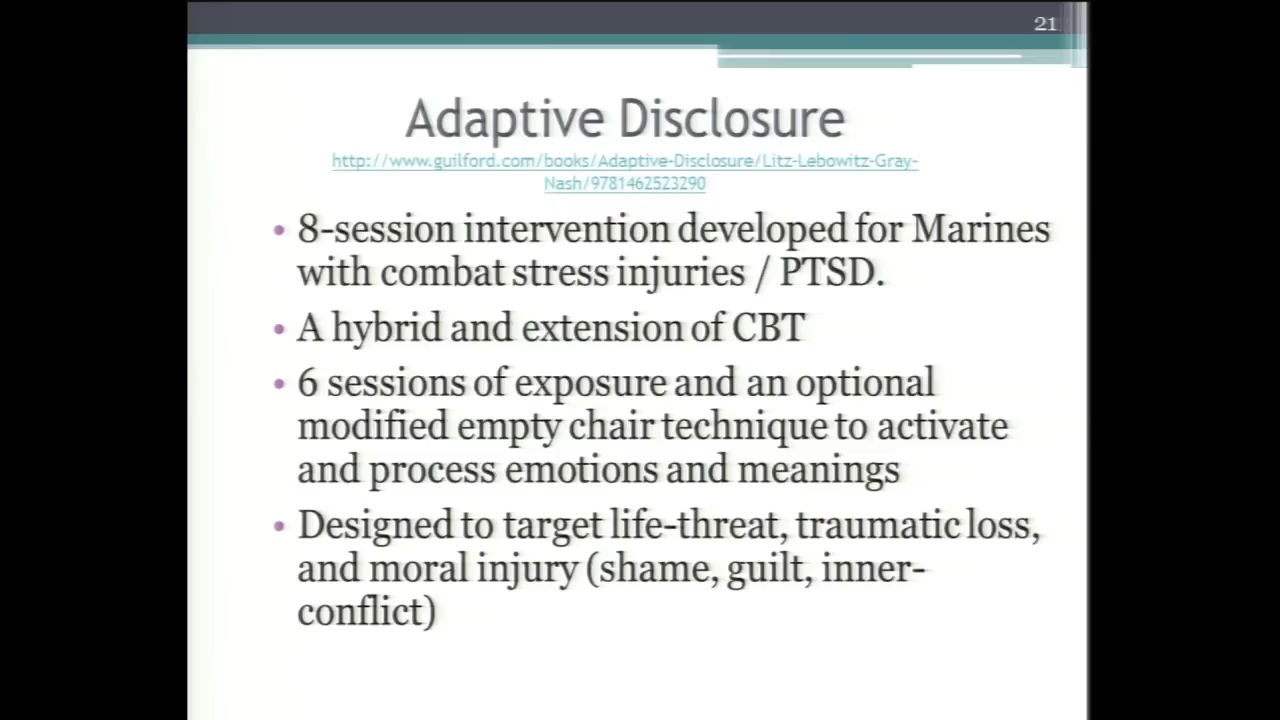 21
Adaptive Disclosure
http://www.guilford.com/books/Adaptive-Disclosure/Litz-Lebowitz-Gray-
Nash/9781462523290
• 8-session intervention developed for Marines
with combat stress injuries / PTSD.
• A hybrid and extension of CBT
• 6 sessions of exposure and an optional
modified empty chair technique to activate
and process emotions and meanings
• Designed to target life-threat, traumatic loss,
and moral injury (shame, guilt, inner-
conflict)